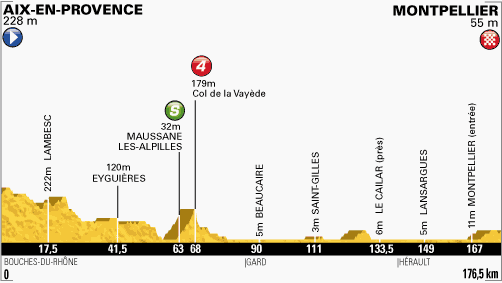 AIX-EN-PROVENCE
228 m
MONTPELLIER
55 m
4
179m
Col de la Vayède
S
32m
MAUSSANE
LES-ALPILLES
120m
EYGUIÈRES
222m LAMBESC
5m BEAUCAIRE
3m SAINT-GILLES
6m LE CAILAR (près)
5m LANSARGUES
11m MONTPELLIER (entrée)
17,5 41,5 63 68 90 111 133,5 149 167
BOUCHES-DU-RHÔNE |GARD |HÉRAULT
0 176,5 km